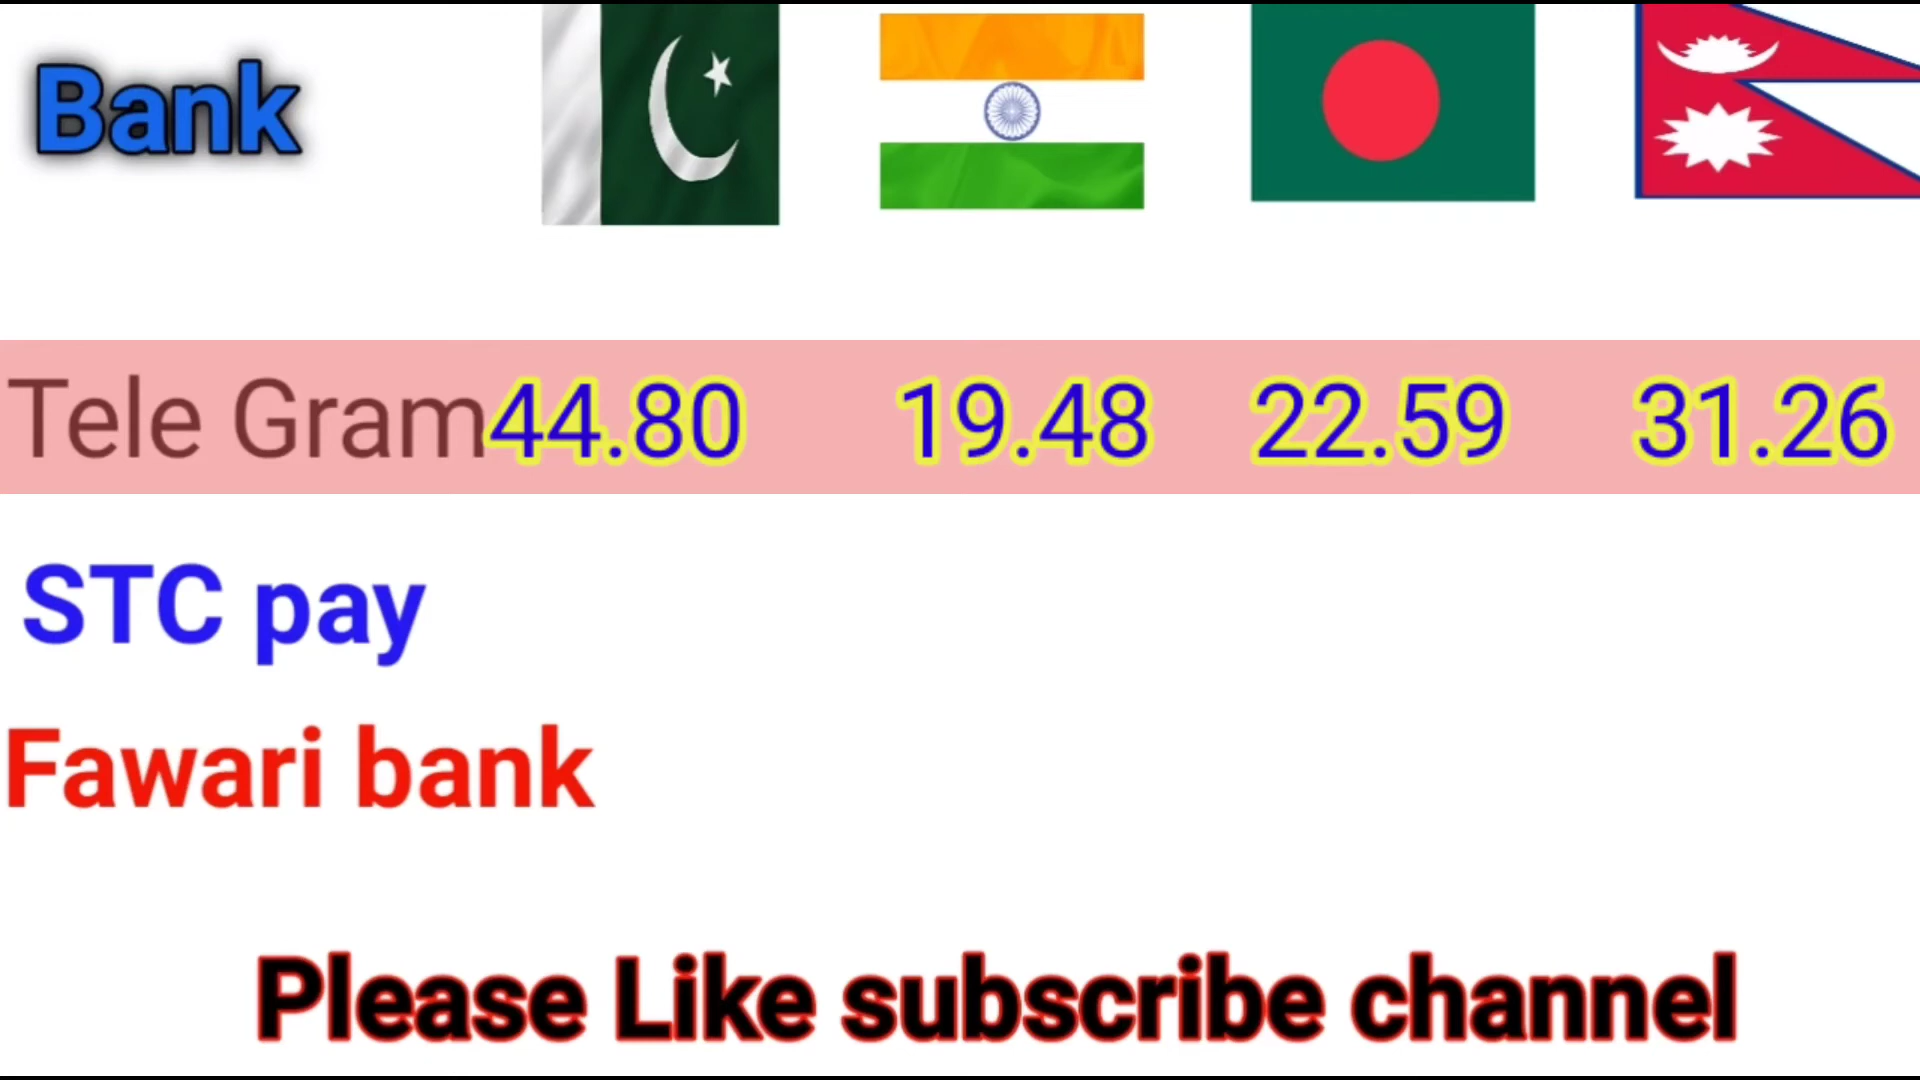 Bank
Tele Gram 44.80 19.48 22.59 31.26
STC pay
Fawari bank
Please Like subscribe channel